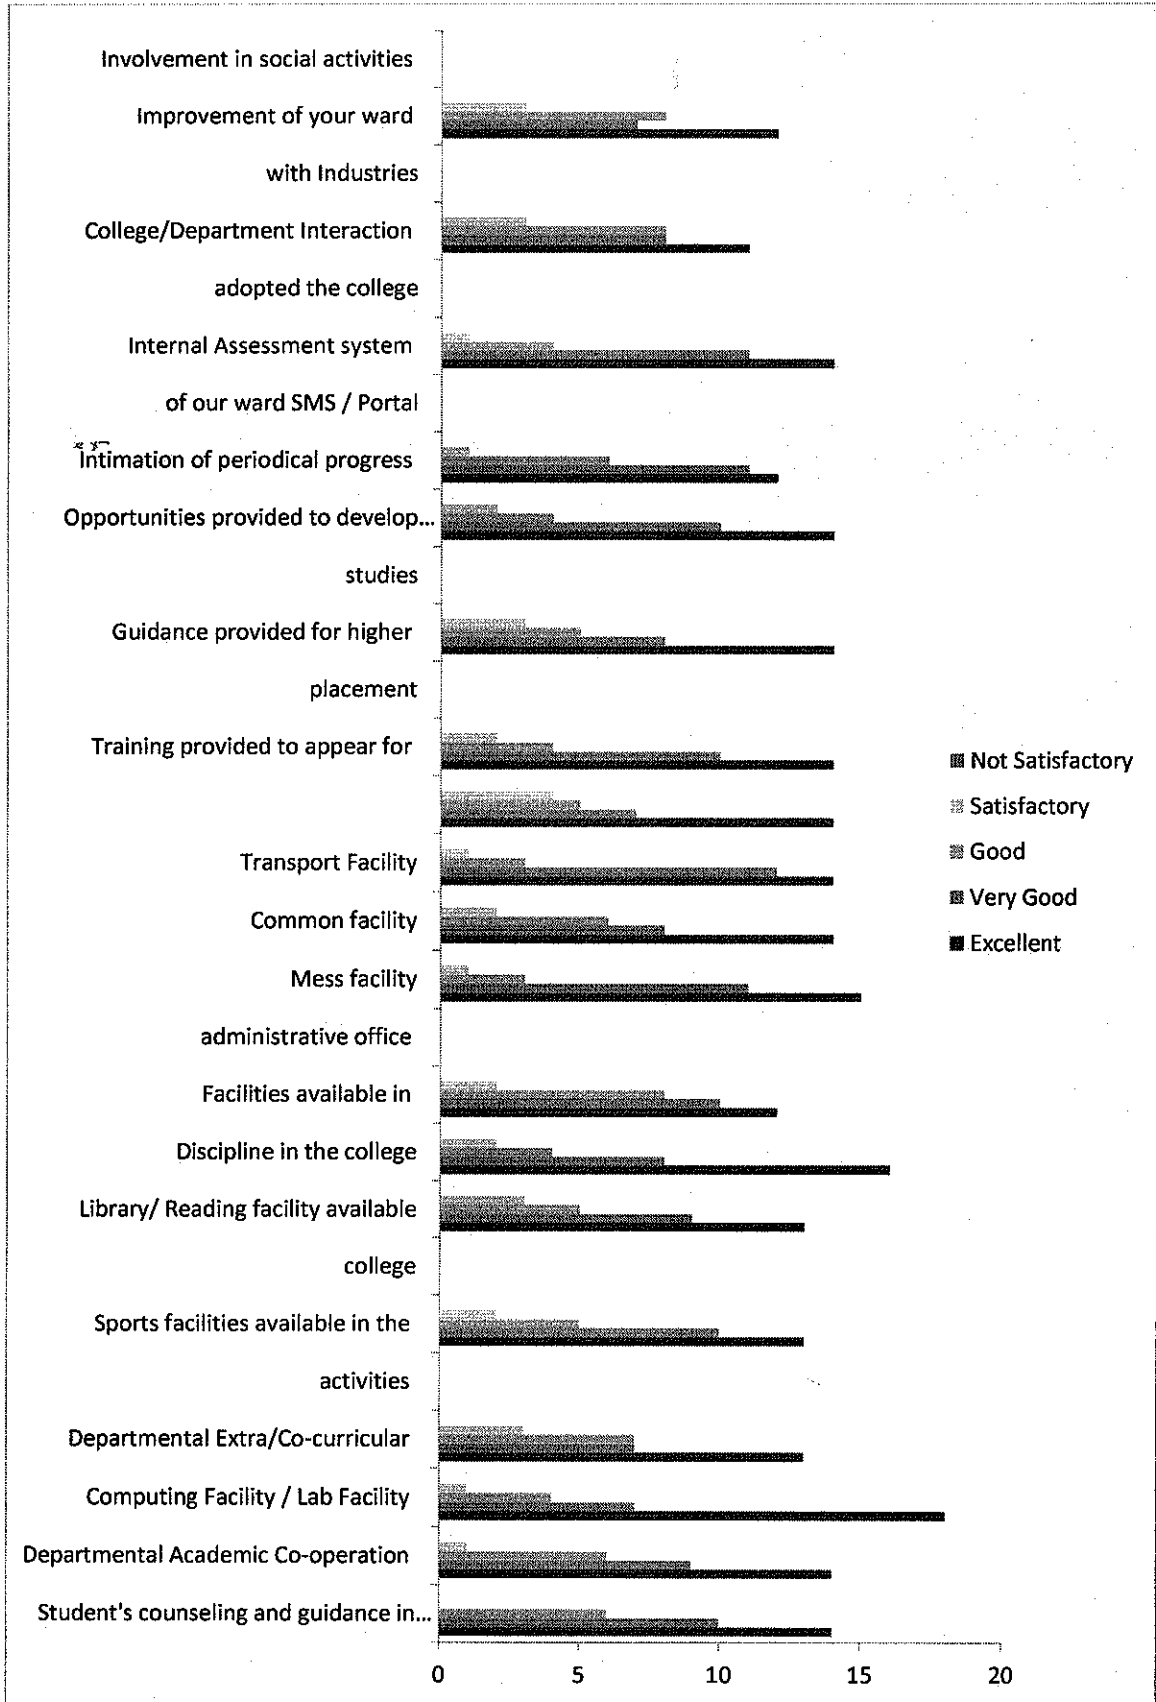 Involvement in social activities
Improvement of your ward
with Industries
College/Department Interaction
adopted the college
Internal Assessment system
of our ward SMS / Portal
Intimation of periodical progress
Opportunities provided to develop...
studies
Guidance provided for higher
placement
Training provided to appear for
Transport Facility
Common facility
Mess facility
administrative office
Facilities available in
Discipline in the college
Library/ Reading facility available
college
Sports facilities available in the
activities
Departmental Extra/Co-curricular
Computing Facility / Lab Facility
Departmental Academic Co-operation
Student's counseling and guidance in...
0 5 10 15 20
Not Satisfactory
Satisfactory
Good
Very Good
Excellent